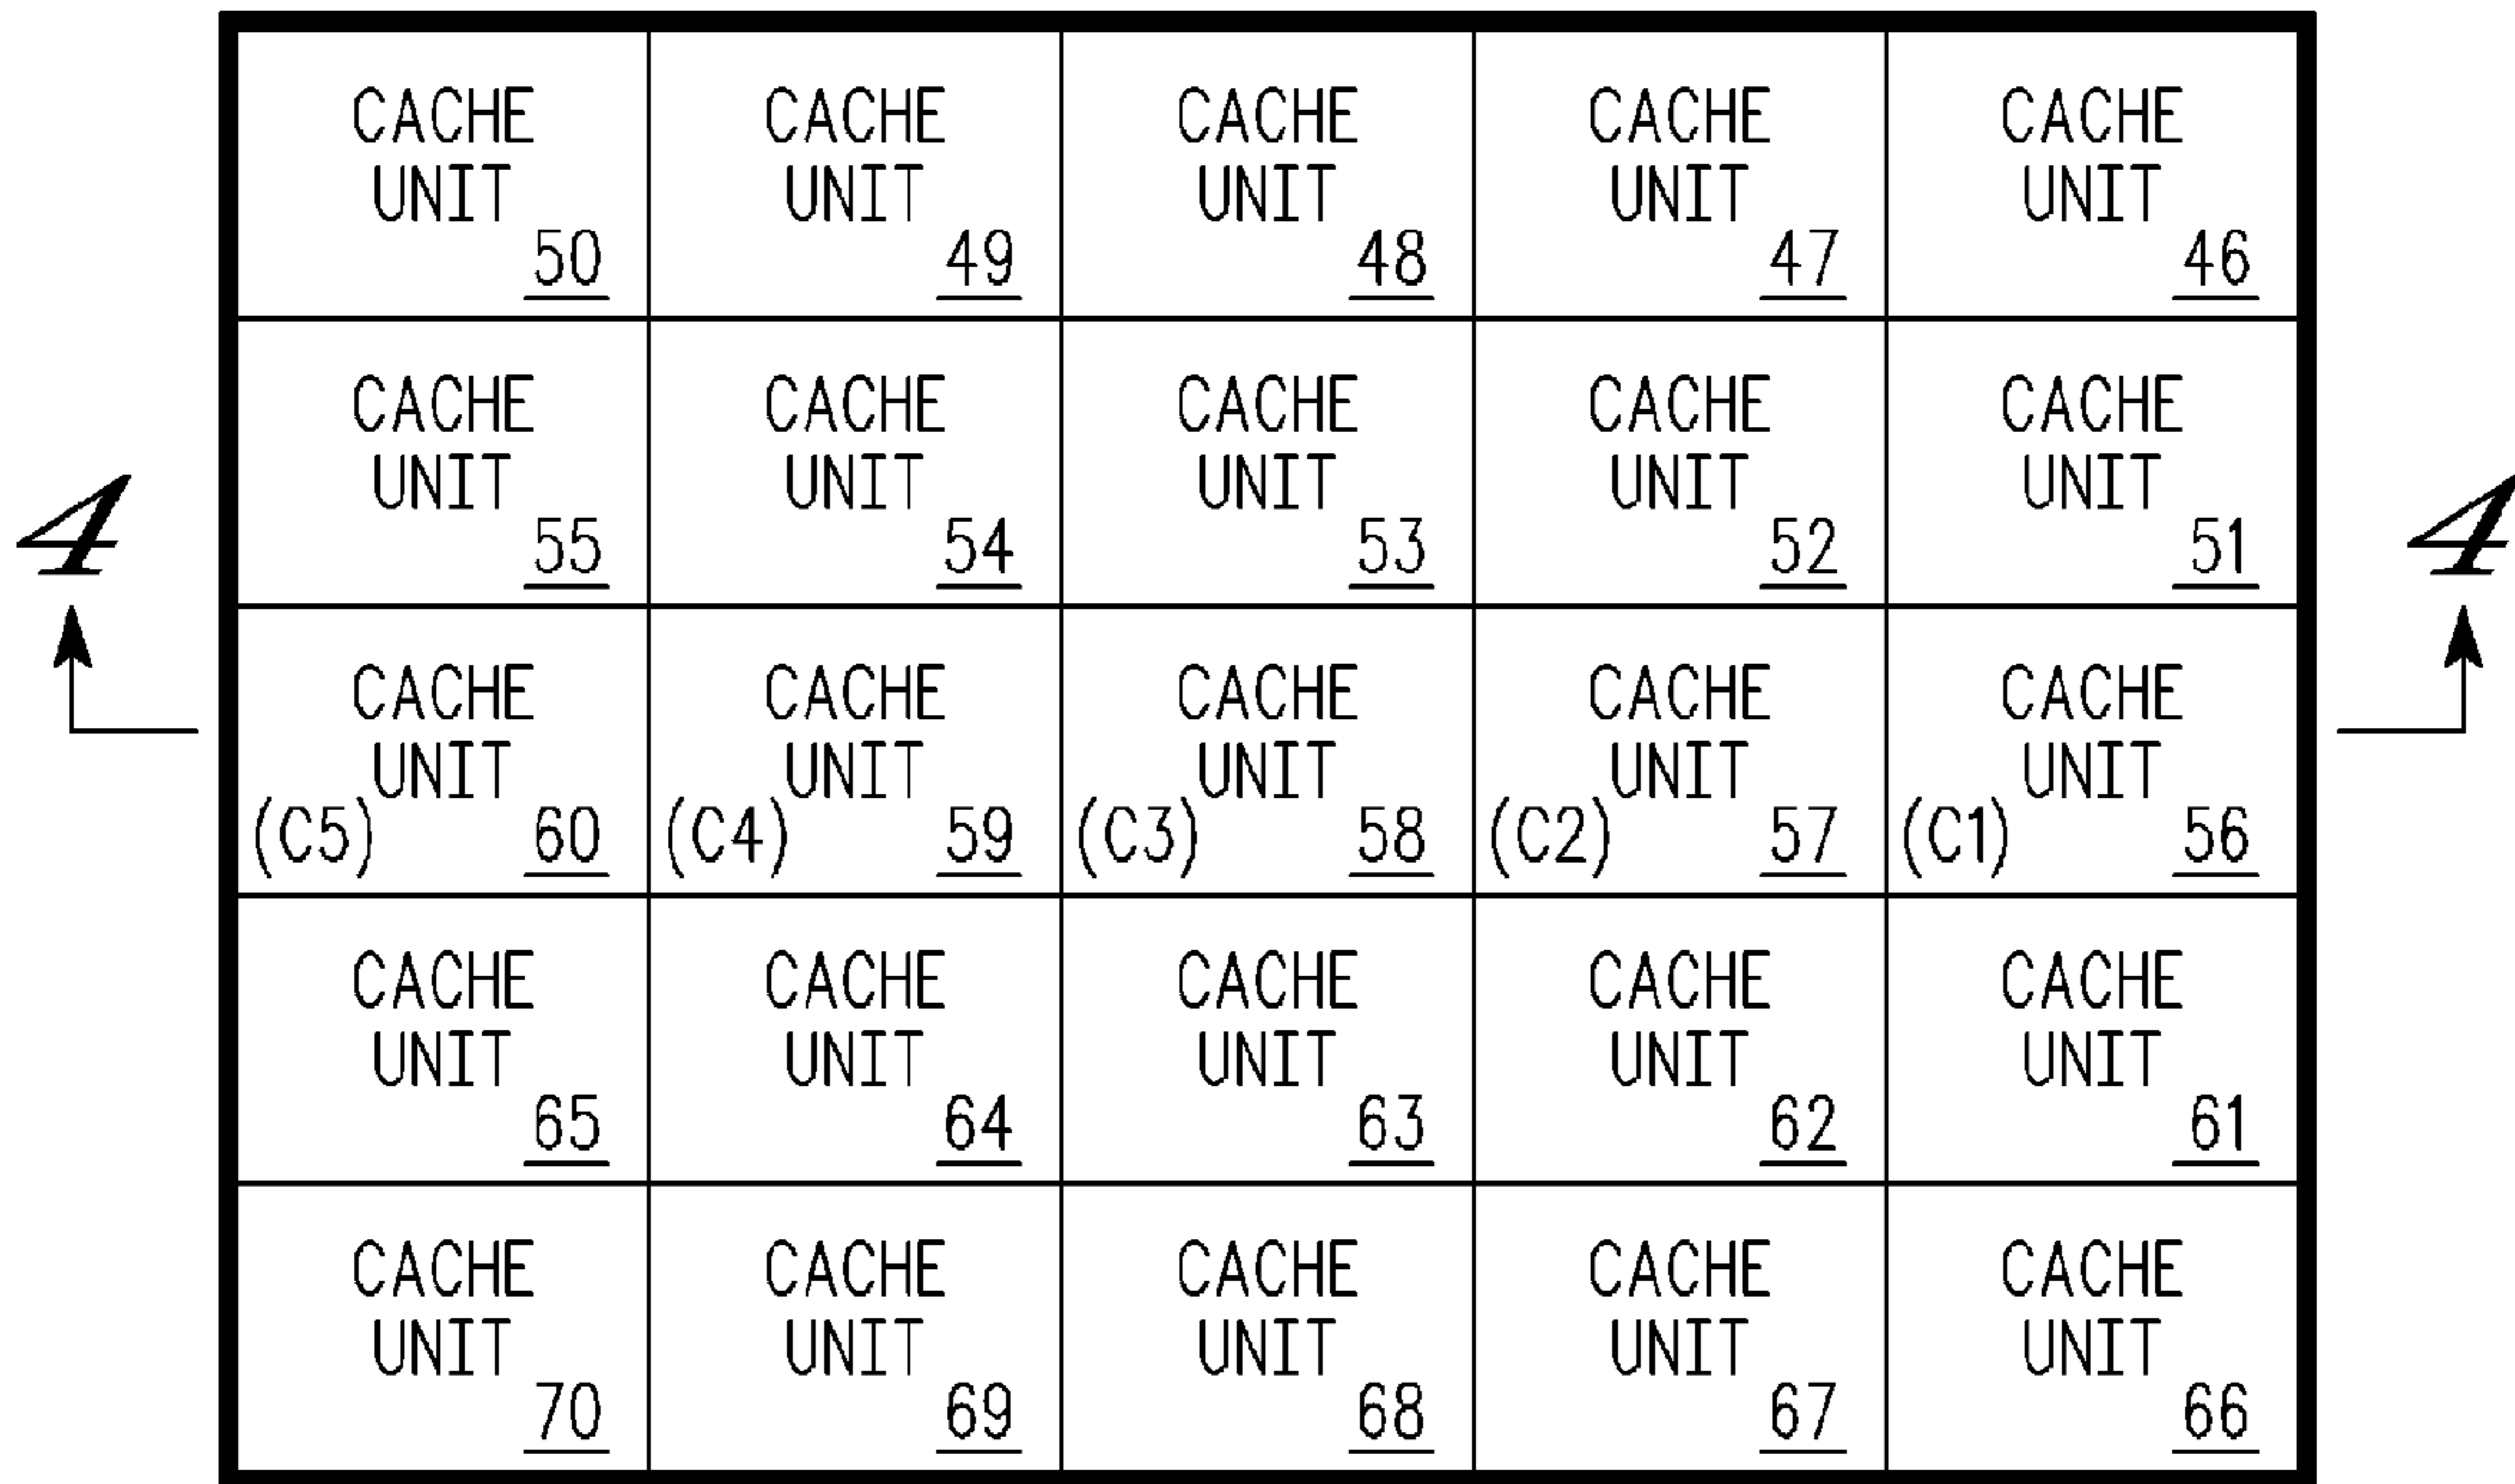 CACHE UNIT 50
CACHE UNIT 49
CACHE UNIT 48
CACHE UNIT 47
CACHE UNIT 46
CACHE UNIT 55
CACHE UNIT 54
CACHE UNIT 53
CACHE UNIT 52
CACHE UNIT 51
4
4
CACHE UNIT (C5) 60
CACHE UNIT (C4) 59
CACHE UNIT (C3) 58
CACHE UNIT (C2) 57
CACHE UNIT (C1) 56
CACHE UNIT 65
CACHE UNIT 64
CACHE UNIT 63
CACHE UNIT 62
CACHE UNIT 61
CACHE UNIT 70
CACHE UNIT 69
CACHE UNIT 68
CACHE UNIT 67
CACHE UNIT 66